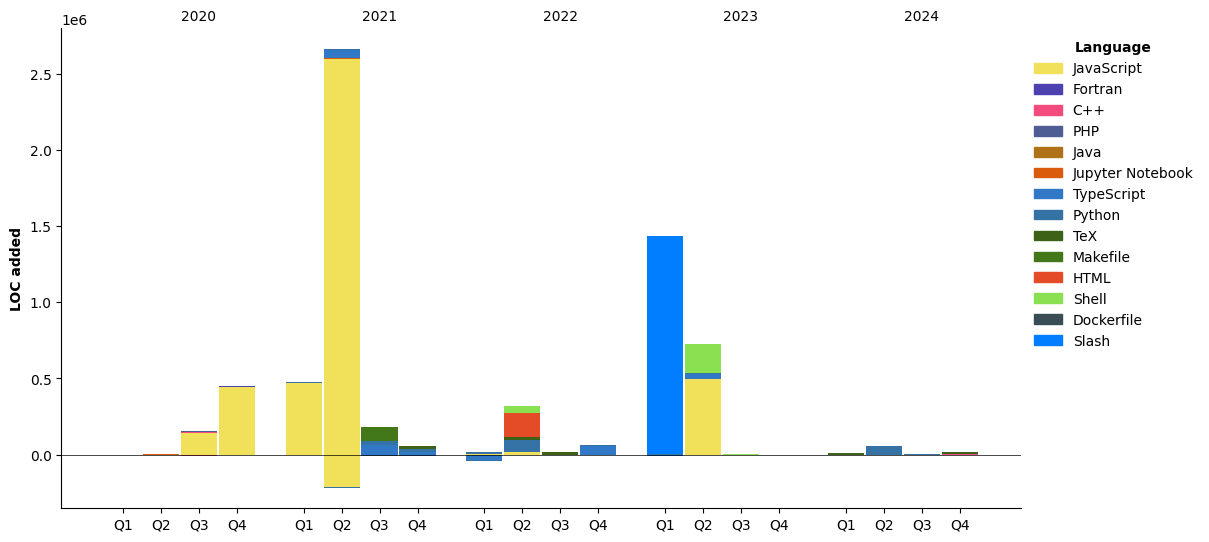 2020 2021 2022 2023 2024
1e6
2.5
2.0
1.5
1.0
0.5
0.0
LOC added
Q1 Q2 Q3 Q4 Q1 Q2 Q3 Q4 Q1 Q2 Q3 Q4 Q1 Q2 Q3 Q4 Q1 Q2 Q3 Q4
Language
JavaScript
Fortran
C++
PHP
Java
Jupyter Notebook
TypeScript
Python
TeX
Makefile
HTML
Shell
Dockerfile
Slash